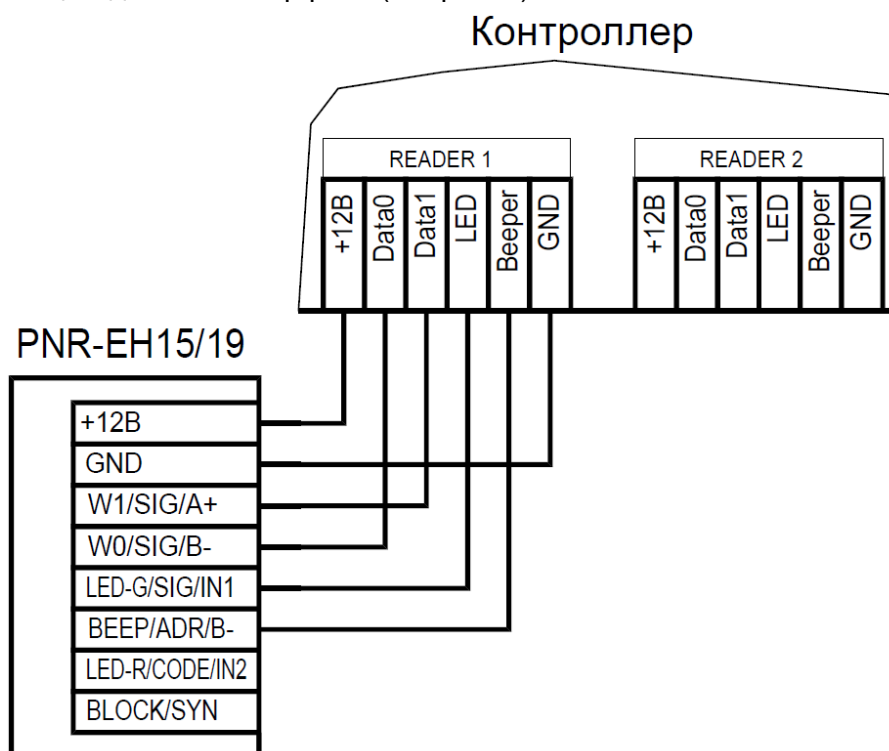 Контроллер
READER 1
READER 2
+12В
Data0
Data1
LED
Beeper
GND
+12В
Data0
Data1
LED
Beeper
GND
PNR-EH15/19
+12В
GND
W1/SIG/A+
W0/SIG/B-
LED-G/SIG/IN1
BEEP/ADR/B-
LED-R/CODE/IN2
BLOCK/SYN